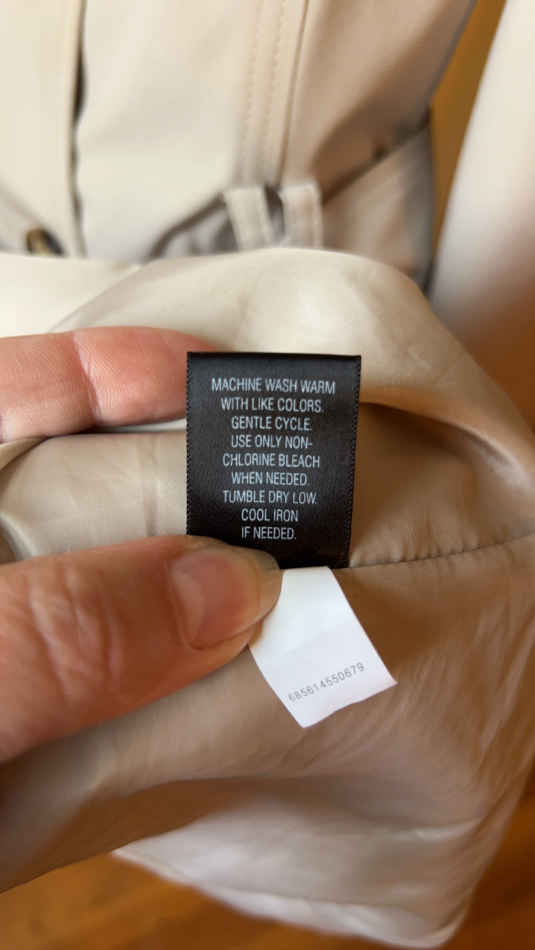 MACHINE WASH WARM
WITH LIKE COLORS.
GENTLE CYCLE.
USE ONLY NON-
CHLORINE BLEACH
WHEN NEEDED.
TUMBLE DRY LOW.
COOL IRON
IF NEEDED.
685614550679